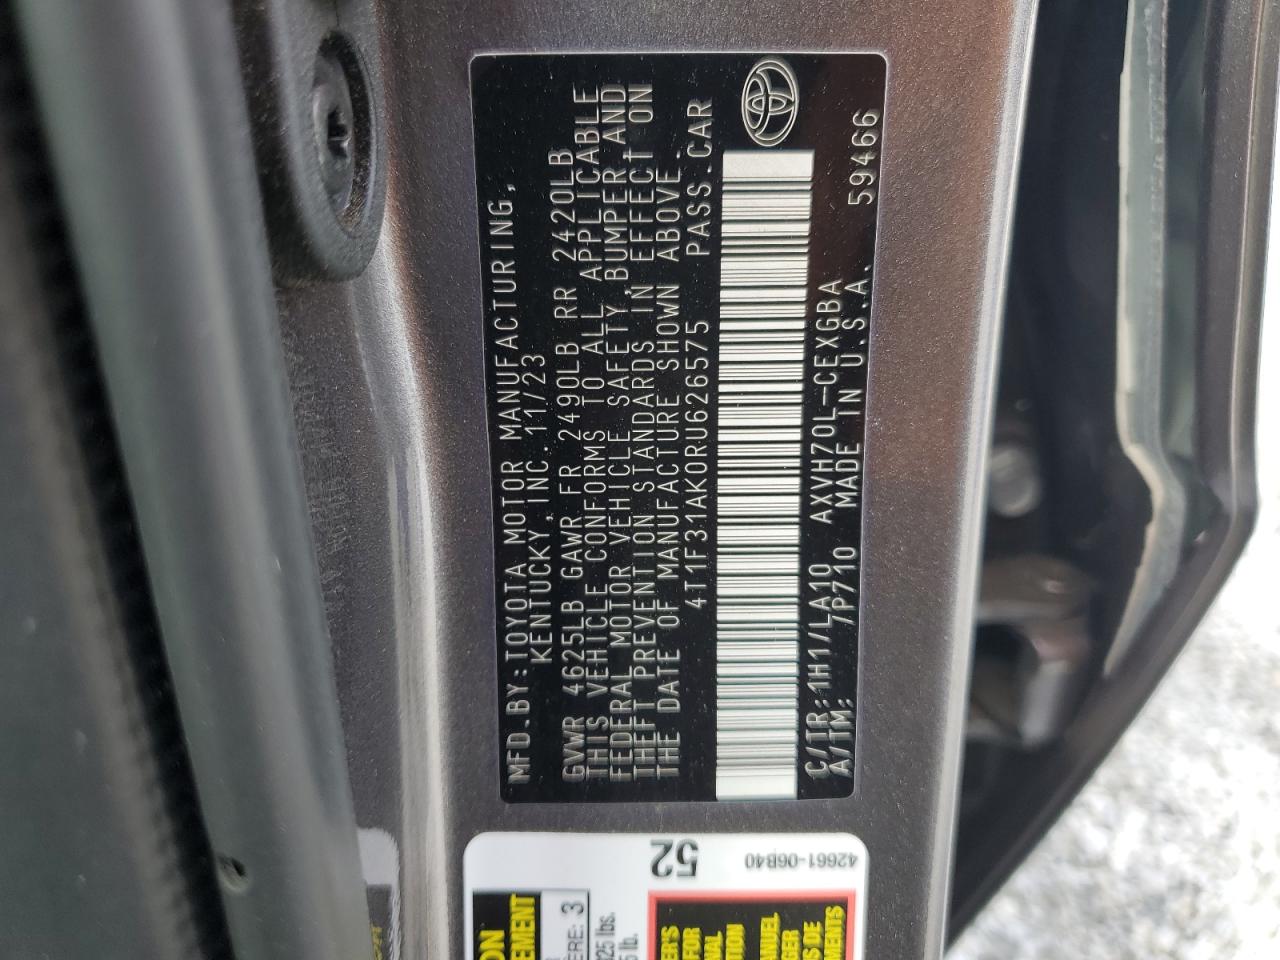 MFD.BY:TOYOTA MOTOR MANUFACTURING,
KENTUCKY,INC.11/23
GVWR 4625LB GAWR FR 2490LB RR 2420LB
THIS VEHICLE CONFORMS TO ALL APPLICABLE
FEDERAL MOTOR VEHICLE SAFETY,BUMPER,AND
THEFT PREVENTION STANDARDS IN EFFECT ON
THE DATE OF MANUFACTURE SHOWN ABOVE.
4T1F31AK0RU626575 PASS.CAR
C/TR:1H1/LA10 AXVH70L-CEXGBA
A/TM: 7P710 MADE IN U.S.A. 59466
52
42661-06B40